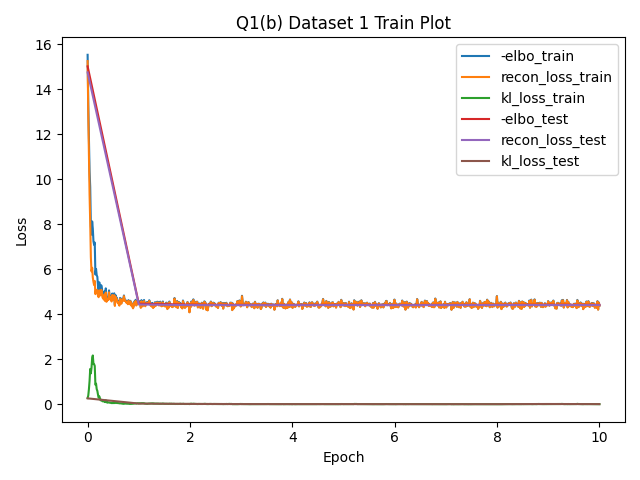 Q1(b) Dataset 1 Train Plot
16
14
12
10
8
6
4
2
0
Loss
-elbo_train
recon_loss_train
kl_loss_train
-elbo_test
recon_loss_test
kl_loss_test
0 2 4 6 8 10
Epoch